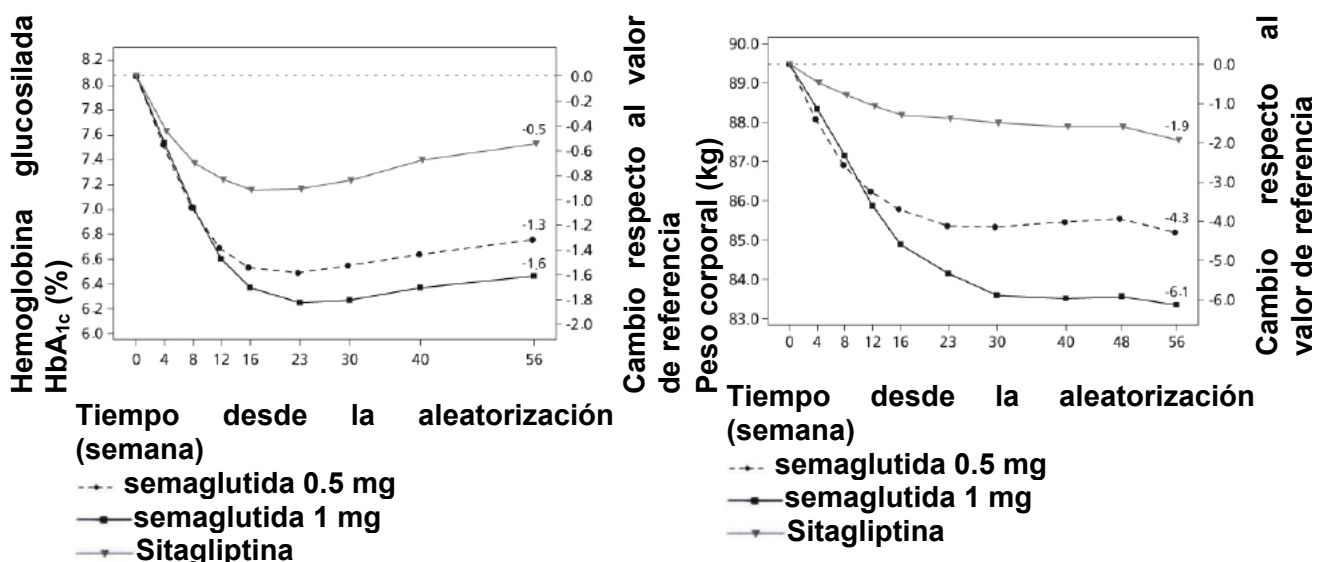 Hemoglobina glucosilada
HbA1c (%)
8.2
8.0
7.8
7.6
7.4
7.2
7.0
6.8
6.6
6.4
6.2
6.0
0.0
-0.2
-0.4
-0.6
-0.8
-1.0
-1.2
-1.4
-1.6
-1.8
-2.0
-0.5
-1.3
-1.6
0 4 8 12 16 23 30 40 56
Cambio respecto al valor
de referencia
Tiempo desde la aleatorización
(semana)
semaglutida 0.5 mg
semaglutida 1 mg
Sitagliptina
Peso corporal (kg)
90.0
89.0
88.0
87.0
86.0
85.0
84.0
83.0
0.0
-1.0
-2.0
-3.0
-4.0
-5.0
-6.0
-1.9
-4.3
-6.1
0 4 8 12 16 23 30 40 48 56
Cambio respecto al
valor de referencia
Tiempo desde la aleatorización
(semana)
semaglutida 0.5 mg
semaglutida 1 mg
Sitagliptina